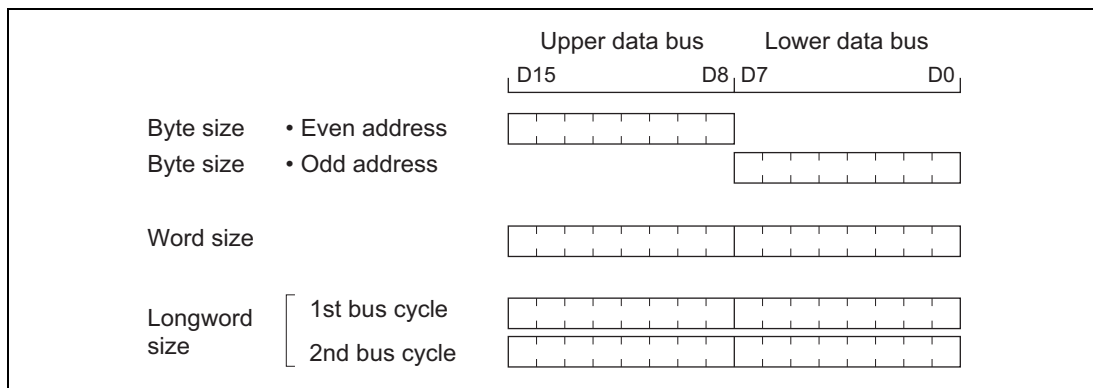 Upper data bus Lower data bus
D15 D8 D7 D0
Byte size • Even address
Byte size • Odd address
Word size
Longword size
1st bus cycle
2nd bus cycle